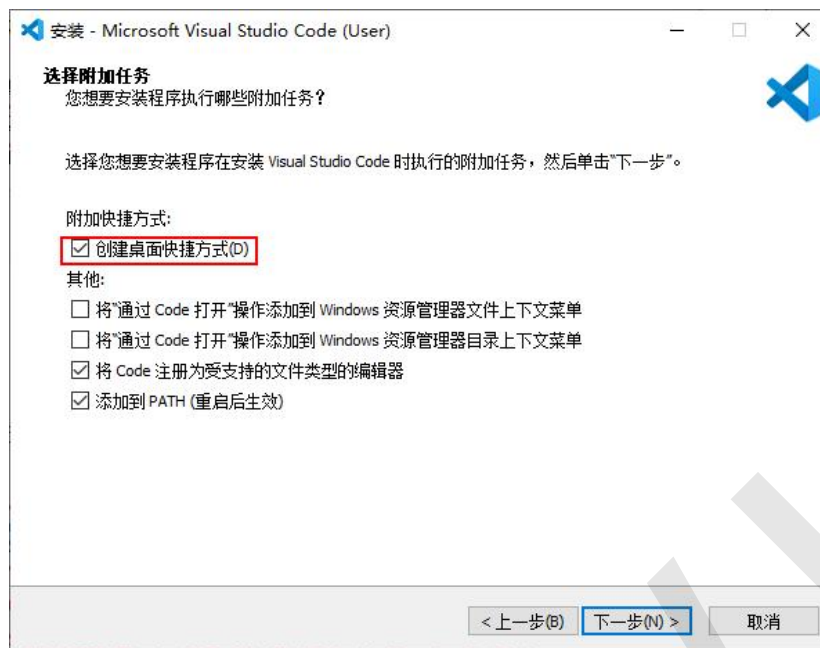 安装 - Microsoft Visual Studio Code (User)
选择附加任务
您想要安装程序执行哪些附加任务？
选择您想要安装程序在安装 Visual Studio Code 时执行的附加任务，然后单击“下一步”。
附加快捷方式:
创建桌面快捷方式(D)
其他:
将“通过 Code 打开“操作添加到 Windows 资源管理器文件上下文菜单
将“通过 Code 打开“操作添加到 Windows 资源管理器目录上下文菜单
将 Code 注册为受支持的文件类型的编辑器
添加到 PATH (重启后生效)
< 上一步(B) 下一步(N) > 取消